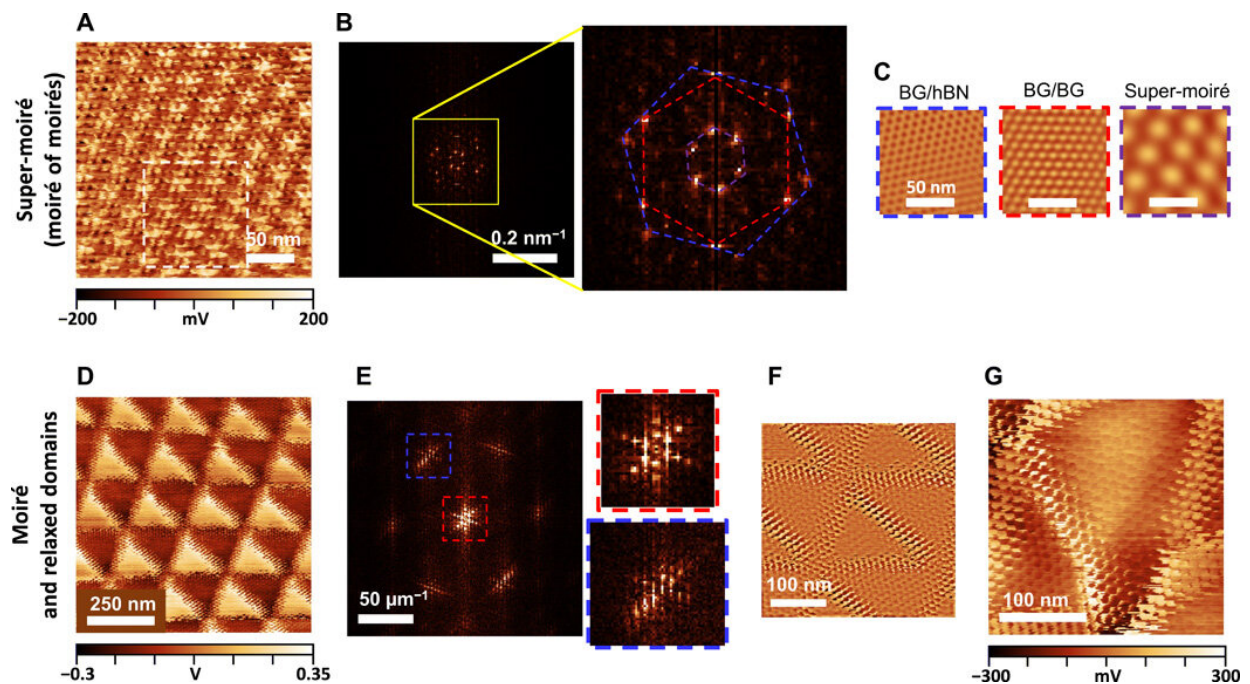 A
B
C
Super-moiré
(moiré of moirés)
50 nm
0.2 nm⁻¹
BG/hBN
BG/BG
Super-moiré
50 nm
−200
mV
200
D
E
F
G
Moiré
and relaxed domains
250 nm
50 µm⁻¹
100 nm
100 nm
−0.3
V
0.35
−300
mV
300